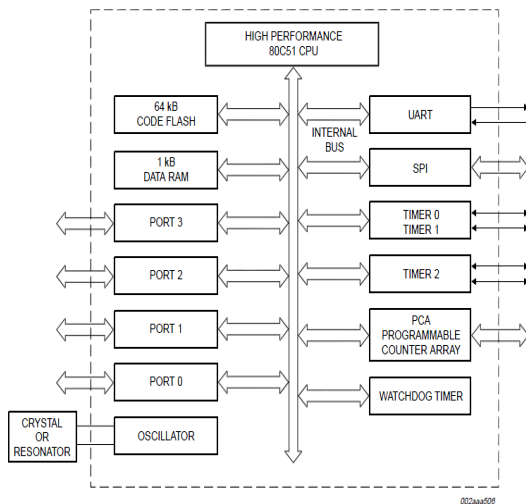 HIGH PERFORMANCE
80C51 CPU
64 kB
CODE FLASH
1 kB
DATA RAM
PORT 3
PORT 2
PORT 1
PORT 0
CRYSTAL
OR
RESONATOR
OSCILLATOR
INTERNAL
BUS
UART
SPI
TIMER 0
TIMER 1
TIMER 2
PCA
PROGRAMMABLE
COUNTER ARRAY
WATCHDOG TIMER
002aaa506